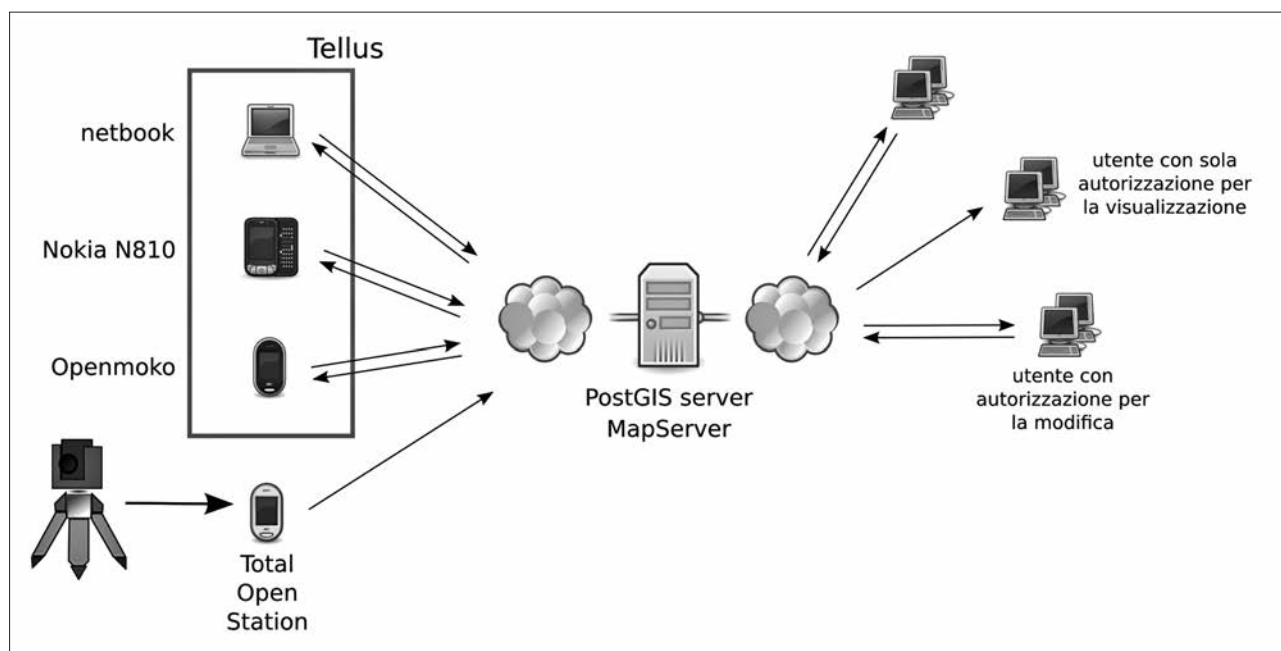 Tellus
netbook
Nokia N810
Openmoko
Total
Open
Station
PostGIS server
MapServer
utente con sola
autorizzazione per
la visualizzazione
utente con
autorizzazione per
la modifica